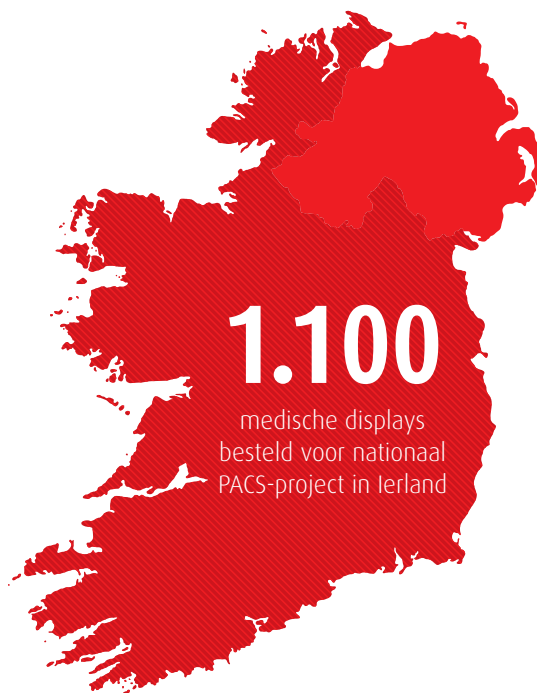 1.100
medische displays
besteld voor nationaal
PACS-project in Ierland